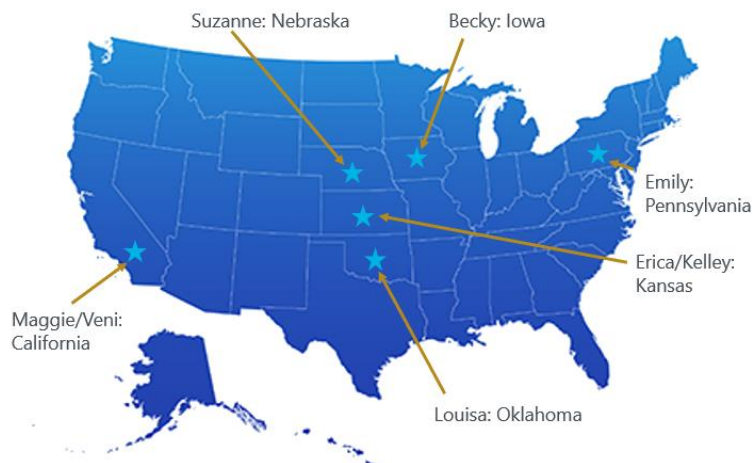 Suzanne: Nebraska
Becky: Iowa
Emily:
Pennsylvania
Erica/Kelley:
Kansas
Maggie/Veni:
California
Louisa: Oklahoma